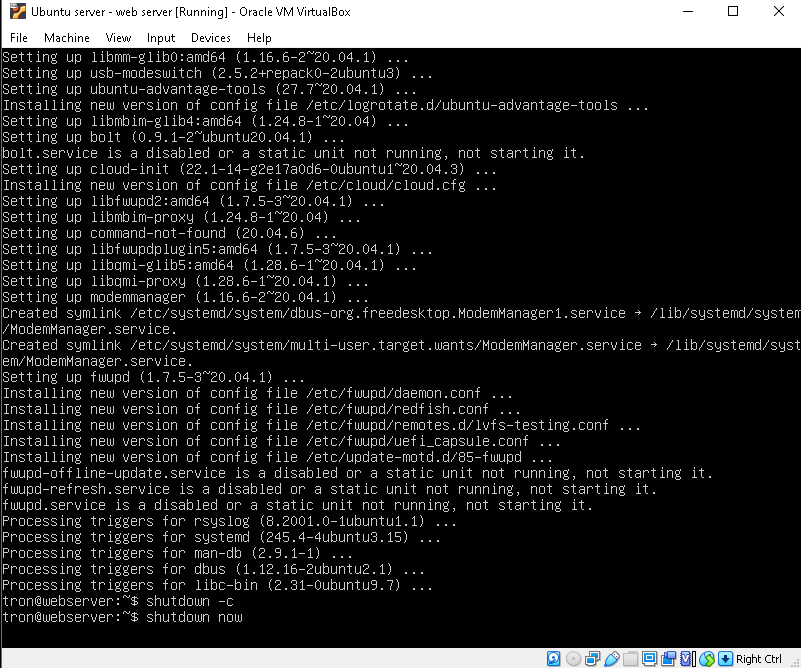 Ubuntu server - web server [Running] - Oracle VM VirtualBox
File Machine View Input Devices Help
Setting up libmm-glib0:amd64 (1.16.6-2~20.04.1) ...
Setting up usb-modeswitch (2.5.2+repack0-2ubuntu3) ...
Setting up ubuntu-advantage-tools (27.7~20.04.1) ...
Installing new version of config file /etc/logrotate.d/ubuntu-advantage-tools ...
Setting up libmbim-glib4:amd64 (1.24.8-1~20.04) ...
Setting up bolt (0.9.1-2~ubuntu20.04.1) ...
bolt.service is a disabled or a static unit not running, not starting it.
Setting up cloud-init (22.1-14-g2e17a0d6-0ubuntu1~20.04.3) ...
Installing new version of config file /etc/cloud/cloud.cfg ...
Setting up libfwupd2:amd64 (1.7.5-3~20.04.1) ...
Setting up libmbim-proxy (1.24.8-1~20.04) ...
Setting up command-not-found (20.04.6) ...
Setting up libfwupdplugin5:amd64 (1.7.5-3~20.04.1) ...
Setting up libqmi-glib5:amd64 (1.28.6-1~20.04.1) ...
Setting up libqmi-proxy (1.28.6-1~20.04.1) ...
Setting up modemmanager (1.16.6-2~20.04.1) ...
Created symlink /etc/systemd/system/dbus-org.freedesktop.ModemManager1.service → /lib/systemd/system
/ModemManager.service.
Created symlink /etc/systemd/system/multi-user.target.wants/ModemManager.service → /lib/systemd/syst
em/ModemManager.service.
Setting up fwupd (1.7.5-3~20.04.1) ...
Installing new version of config file /etc/fwupd/daemon.conf ...
Installing new version of config file /etc/fwupd/redfish.conf ...
Installing new version of config file /etc/fwupd/remotes.d/lvfs-testing.conf ...
Installing new version of config file /etc/fwupd/uefi_capsule.conf ...
Installing new version of config file /etc/update-motd.d/85-fwupd ...
fwupd-offline-update.service is a disabled or a static unit not running, not starting it.
fwupd-refresh.service is a disabled or a static unit not running, not starting it.
fwupd.service is a disabled or a static unit not running, not starting it.
Processing triggers for rsyslog (8.2001.0-1ubuntu1.1) ...
Processing triggers for systemd (245.4-4ubuntu3.15) ...
Processing triggers for man-db (2.9.1-1) ...
Processing triggers for dbus (1.12.16-2ubuntu2.1) ...
Processing triggers for libc-bin (2.31-0ubuntu9.7) ...
tron@webserver:~$ shutdown -c
tron@webserver:~$ shutdown now
Right Ctrl